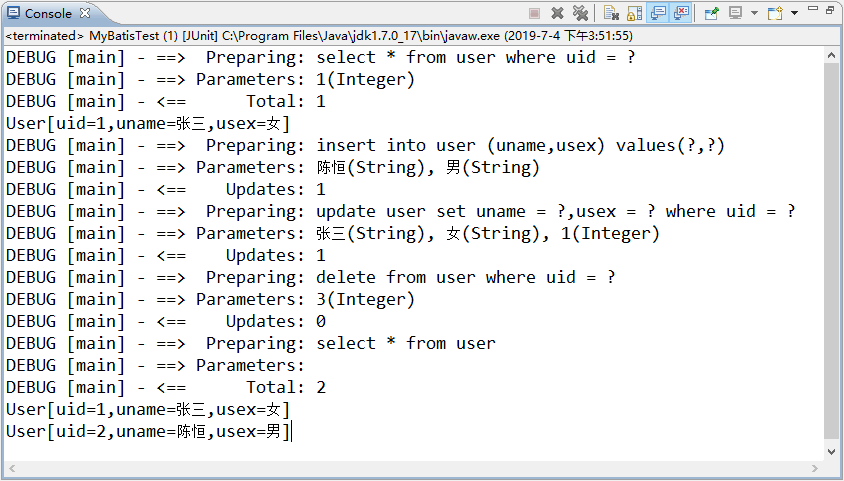 Console
<terminated> MyBatisTest (1) [JUnit] C:\Program Files\Java\jdk1.7.0_17\bin\javaw.exe (2019-7-4 下午3:51:55)
DEBUG [main] - ==>  Preparing: select * from user where uid = ?
DEBUG [main] - ==> Parameters: 1(Integer)
DEBUG [main] - <==      Total: 1
User[uid=1,uname=张三,usex=女]
DEBUG [main] - ==>  Preparing: insert into user (uname,usex) values(?,?)
DEBUG [main] - ==> Parameters: 陈恒(String), 男(String)
DEBUG [main] - <==    Updates: 1
DEBUG [main] - ==>  Preparing: update user set uname = ?,usex = ? where uid = ?
DEBUG [main] - ==> Parameters: 张三(String), 女(String), 1(Integer)
DEBUG [main] - <==    Updates: 1
DEBUG [main] - ==>  Preparing: delete from user where uid = ?
DEBUG [main] - ==> Parameters: 3(Integer)
DEBUG [main] - <==    Updates: 0
DEBUG [main] - ==>  Preparing: select * from user
DEBUG [main] - ==> Parameters:
DEBUG [main] - <==      Total: 2
User[uid=1,uname=张三,usex=女]
User[uid=2,uname=陈恒,usex=男]